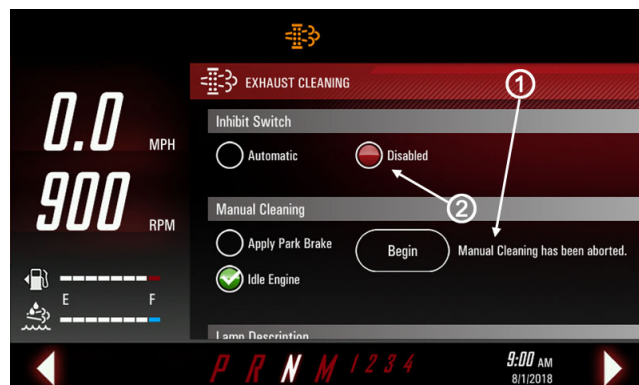 EXHAUST CLEANING
1
Inhibit Switch
0.0 MPH
Automatic
Disabled
2
900 RPM
Manual Cleaning
Apply Park Brake
Begin
Manual Cleaning has been aborted.
Idle Engine
E F
Lamp Description
P R N M 1 2 3 4
9:00 AM
8/1/2018